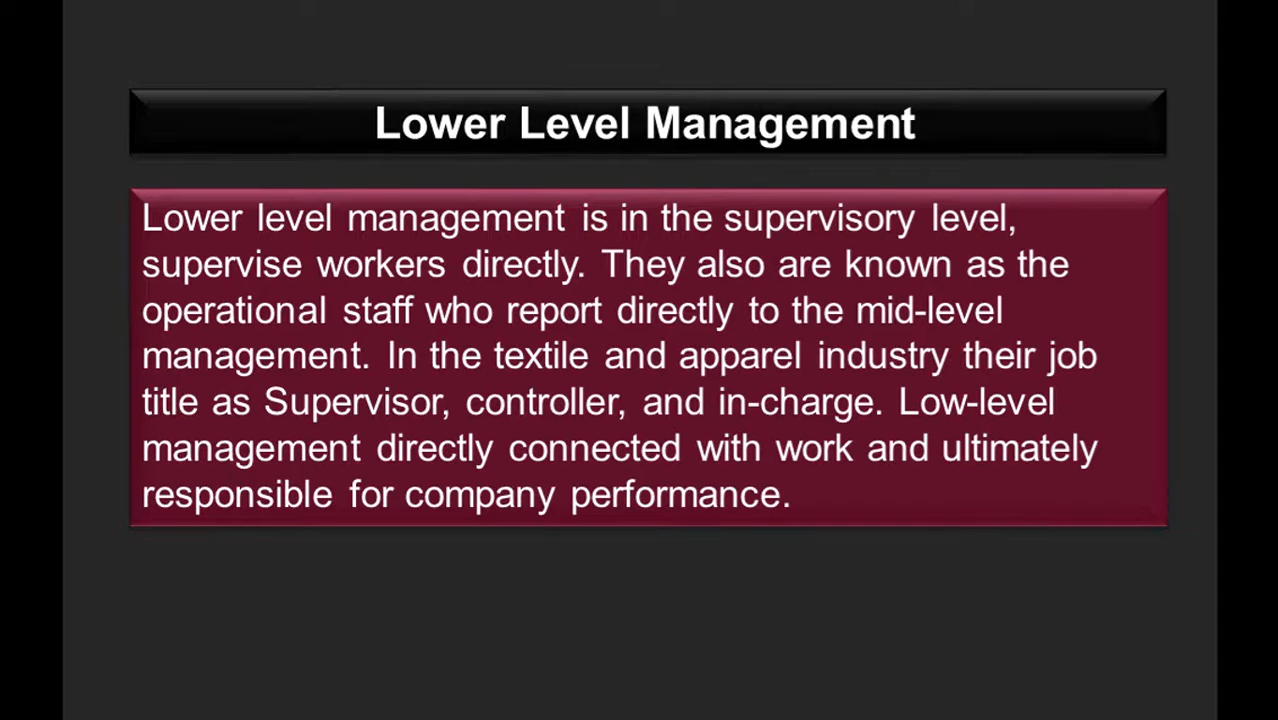 Lower Level Management
Lower level management is in the supervisory level,
supervise workers directly. They also are known as the
operational staff who report directly to the mid-level
management. In the textile and apparel industry their job
title as Supervisor, controller, and in-charge. Low-level
management directly connected with work and ultimately
responsible for company performance.